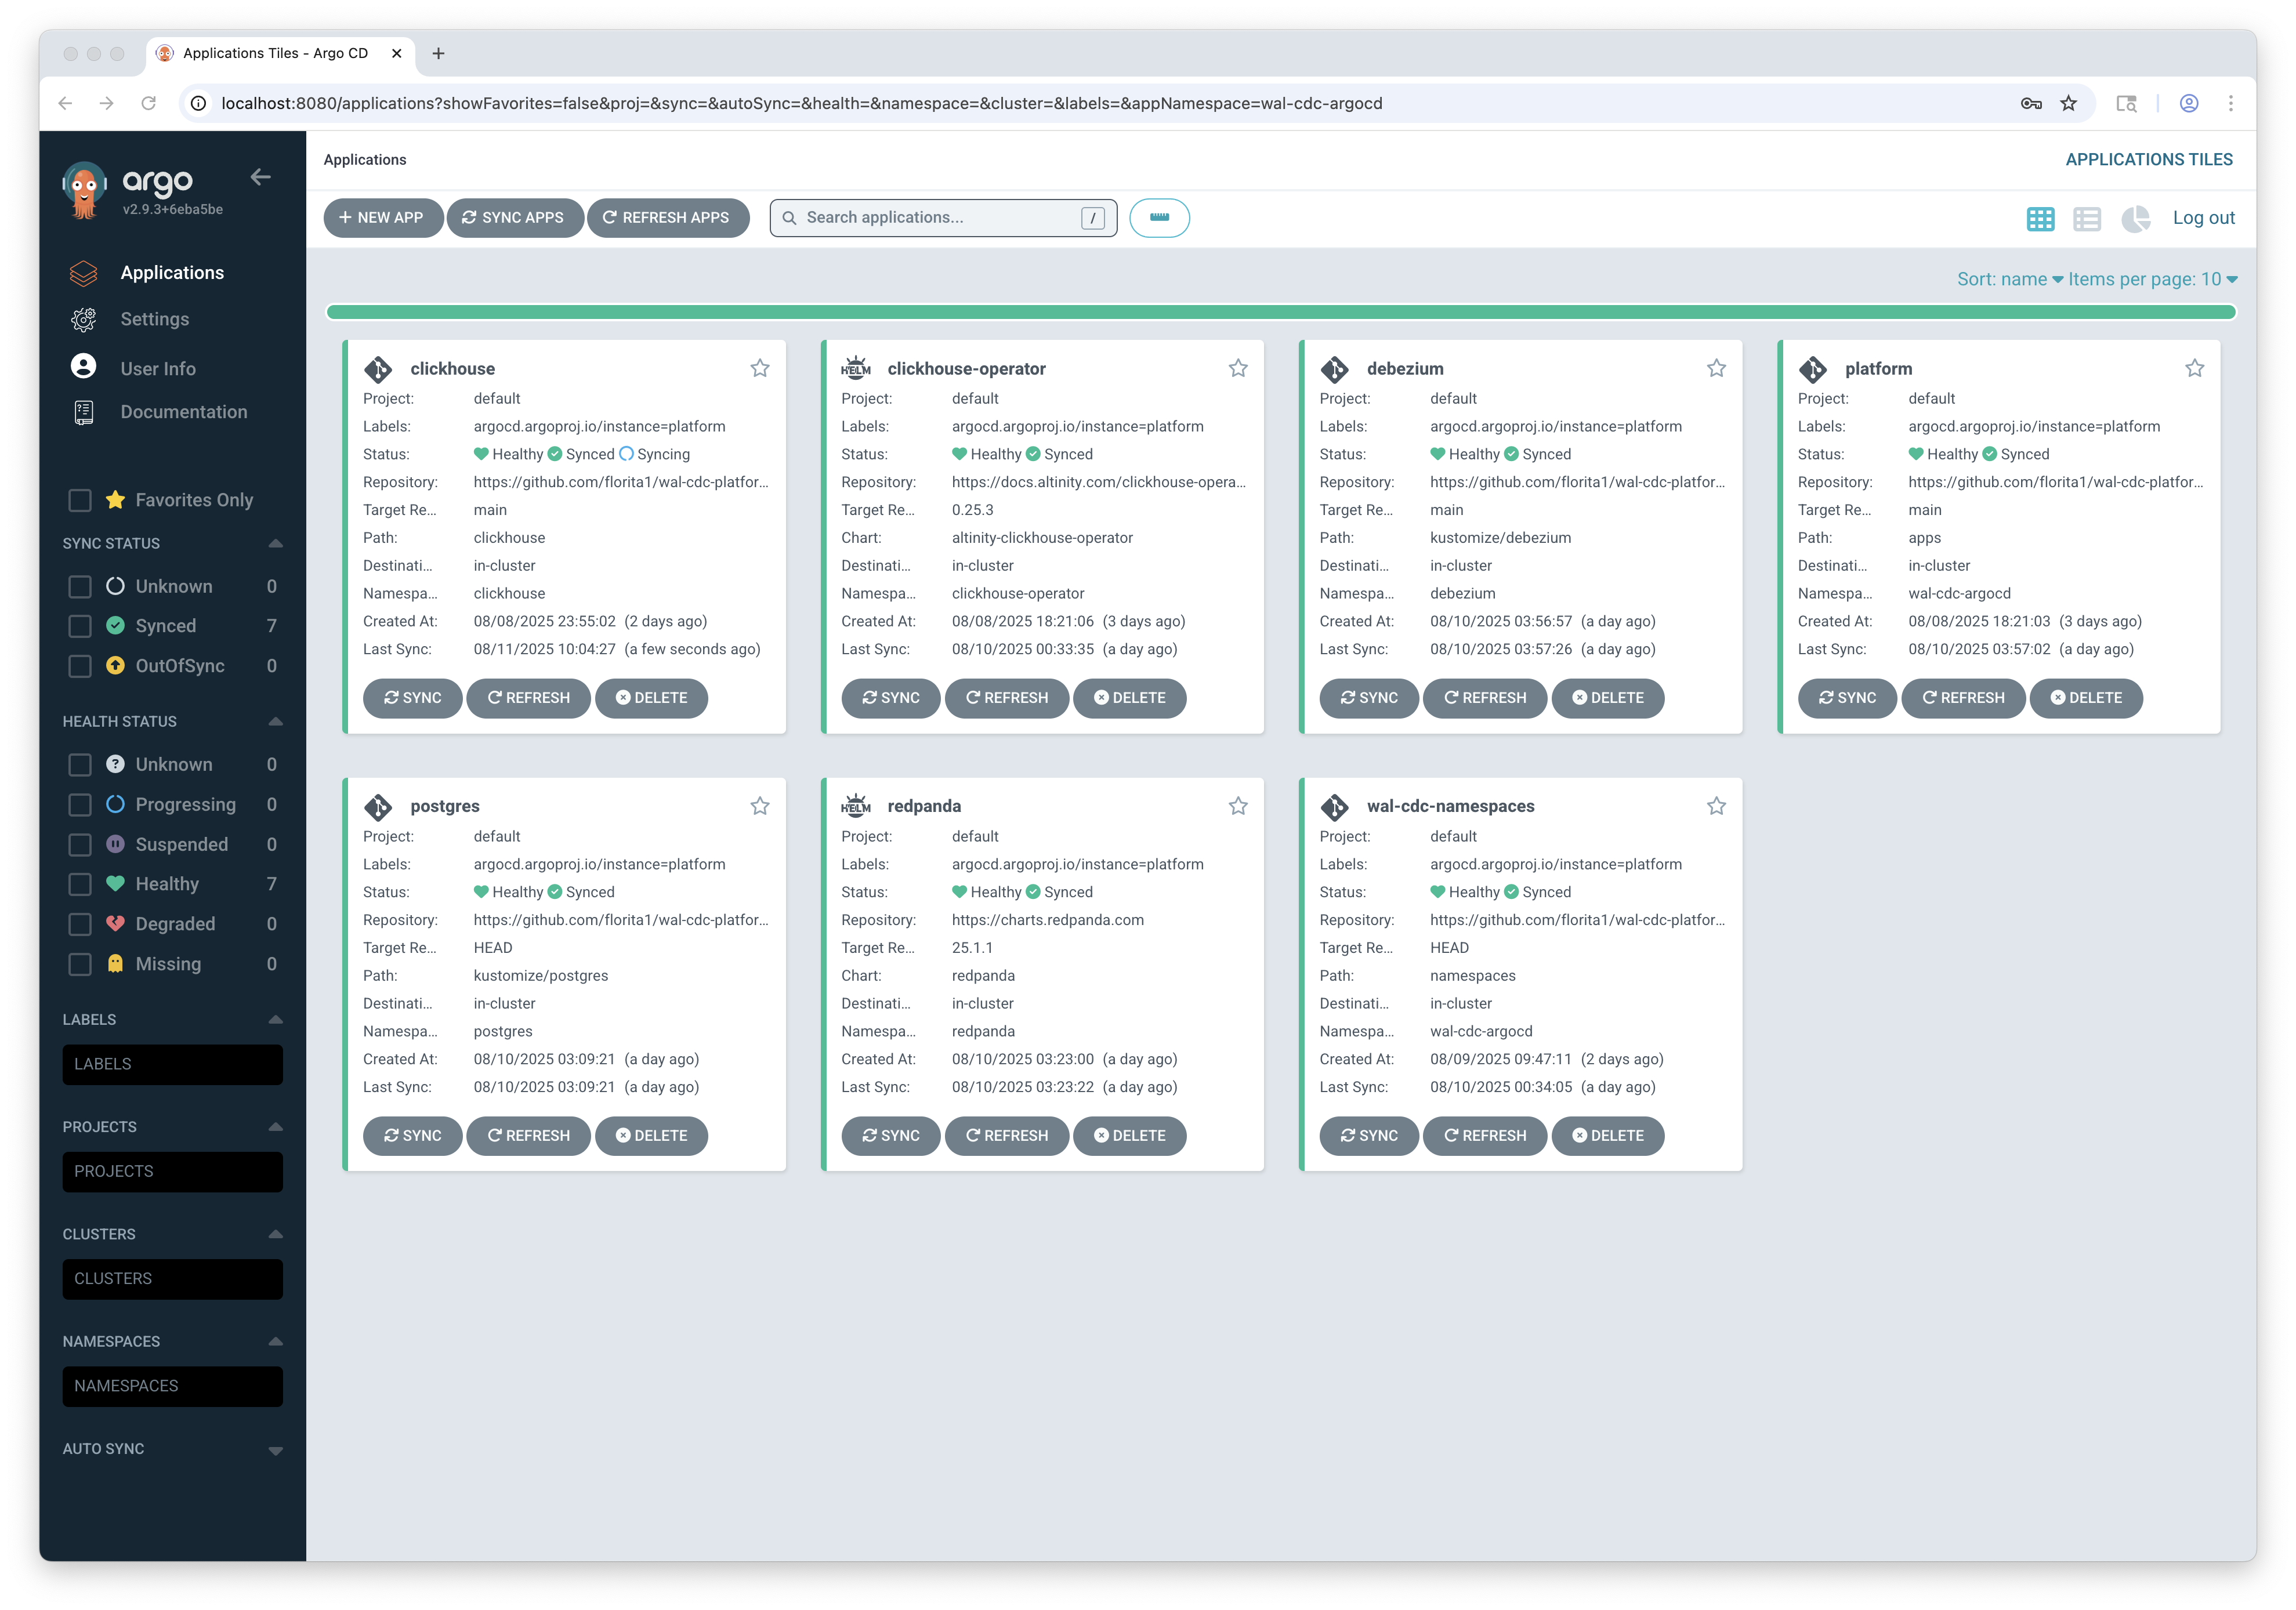 Applications Tiles - Argo CD
localhost:8080/applications?showFavorites=false&proj=&sync=&autoSync=&health=&namespace=&cluster=&labels=&appNamespace=wal-cdc-argocd
argo
v2.9.3+6eba5be
Applications
Settings
User Info
Documentation
Favorites Only
SYNC STATUS
Unknown 0
Synced 7
OutOfSync 0
HEALTH STATUS
Unknown 0
Progressing 0
Suspended 0
Healthy 7
Degraded 0
Missing 0
LABELS
LABELS
PROJECTS
PROJECTS
CLUSTERS
CLUSTERS
NAMESPACES
NAMESPACES
AUTO SYNC
Applications
APPLICATIONS TILES
NEW APP
SYNC APPS
REFRESH APPS
Search applications...
/
Log out
Sort: name Items per page: 10
clickhouse
Project: default
Labels: argocd.argoproj.io/instance=platform
Status: Healthy Synced Syncing
Repository: https://github.com/florita1/wal-cdc-platfor...
Target Re... main
Path: clickhouse
Destinati... in-cluster
Namespa... clickhouse
Created At: 08/08/2025 23:55:02 (2 days ago)
Last Sync: 08/11/2025 10:04:27 (a few seconds ago)
SYNC REFRESH DELETE
clickhouse-operator
HELM
Project: default
Labels: argocd.argoproj.io/instance=platform
Status: Healthy Synced
Repository: https://docs.altinity.com/clickhouse-opera...
Target Re... 0.25.3
Chart: altinity-clickhouse-operator
Destinati... in-cluster
Namespa... clickhouse-operator
Created At: 08/08/2025 18:21:06 (3 days ago)
Last Sync: 08/10/2025 00:33:35 (a day ago)
SYNC REFRESH DELETE
debezium
Project: default
Labels: argocd.argoproj.io/instance=platform
Status: Healthy Synced
Repository: https://github.com/florita1/wal-cdc-platfor...
Target Re... main
Path: kustomize/debezium
Destinati... in-cluster
Namespa... debezium
Created At: 08/10/2025 03:56:57 (a day ago)
Last Sync: 08/10/2025 03:57:26 (a day ago)
SYNC REFRESH DELETE
platform
Project: default
Labels: argocd.argoproj.io/instance=platform
Status: Healthy Synced
Repository: https://github.com/florita1/wal-cdc-platfor...
Target Re... main
Path: apps
Destinati... in-cluster
Namespa... wal-cdc-argocd
Created At: 08/08/2025 18:21:03 (3 days ago)
Last Sync: 08/10/2025 03:57:02 (a day ago)
SYNC REFRESH DELETE
postgres
Project: default
Labels: argocd.argoproj.io/instance=platform
Status: Healthy Synced
Repository: https://github.com/florita1/wal-cdc-platfor...
Target Re... HEAD
Path: kustomize/postgres
Destinati... in-cluster
Namespa... postgres
Created At: 08/10/2025 03:09:21 (a day ago)
Last Sync: 08/10/2025 03:09:21 (a day ago)
SYNC REFRESH DELETE
redpanda
HELM
Project: default
Labels: argocd.argoproj.io/instance=platform
Status: Healthy Synced
Repository: https://charts.redpanda.com
Target Re... 25.1.1
Chart: redpanda
Destinati... in-cluster
Namespa... redpanda
Created At: 08/10/2025 03:23:00 (a day ago)
Last Sync: 08/10/2025 03:23:22 (a day ago)
SYNC REFRESH DELETE
wal-cdc-namespaces
Project: default
Labels: argocd.argoproj.io/instance=platform
Status: Healthy Synced
Repository: https://github.com/florita1/wal-cdc-platfor...
Target Re... HEAD
Path: namespaces
Destinati... in-cluster
Namespa... wal-cdc-argocd
Created At: 08/09/2025 09:47:11 (2 days ago)
Last Sync: 08/10/2025 00:34:05 (a day ago)
SYNC REFRESH DELETE